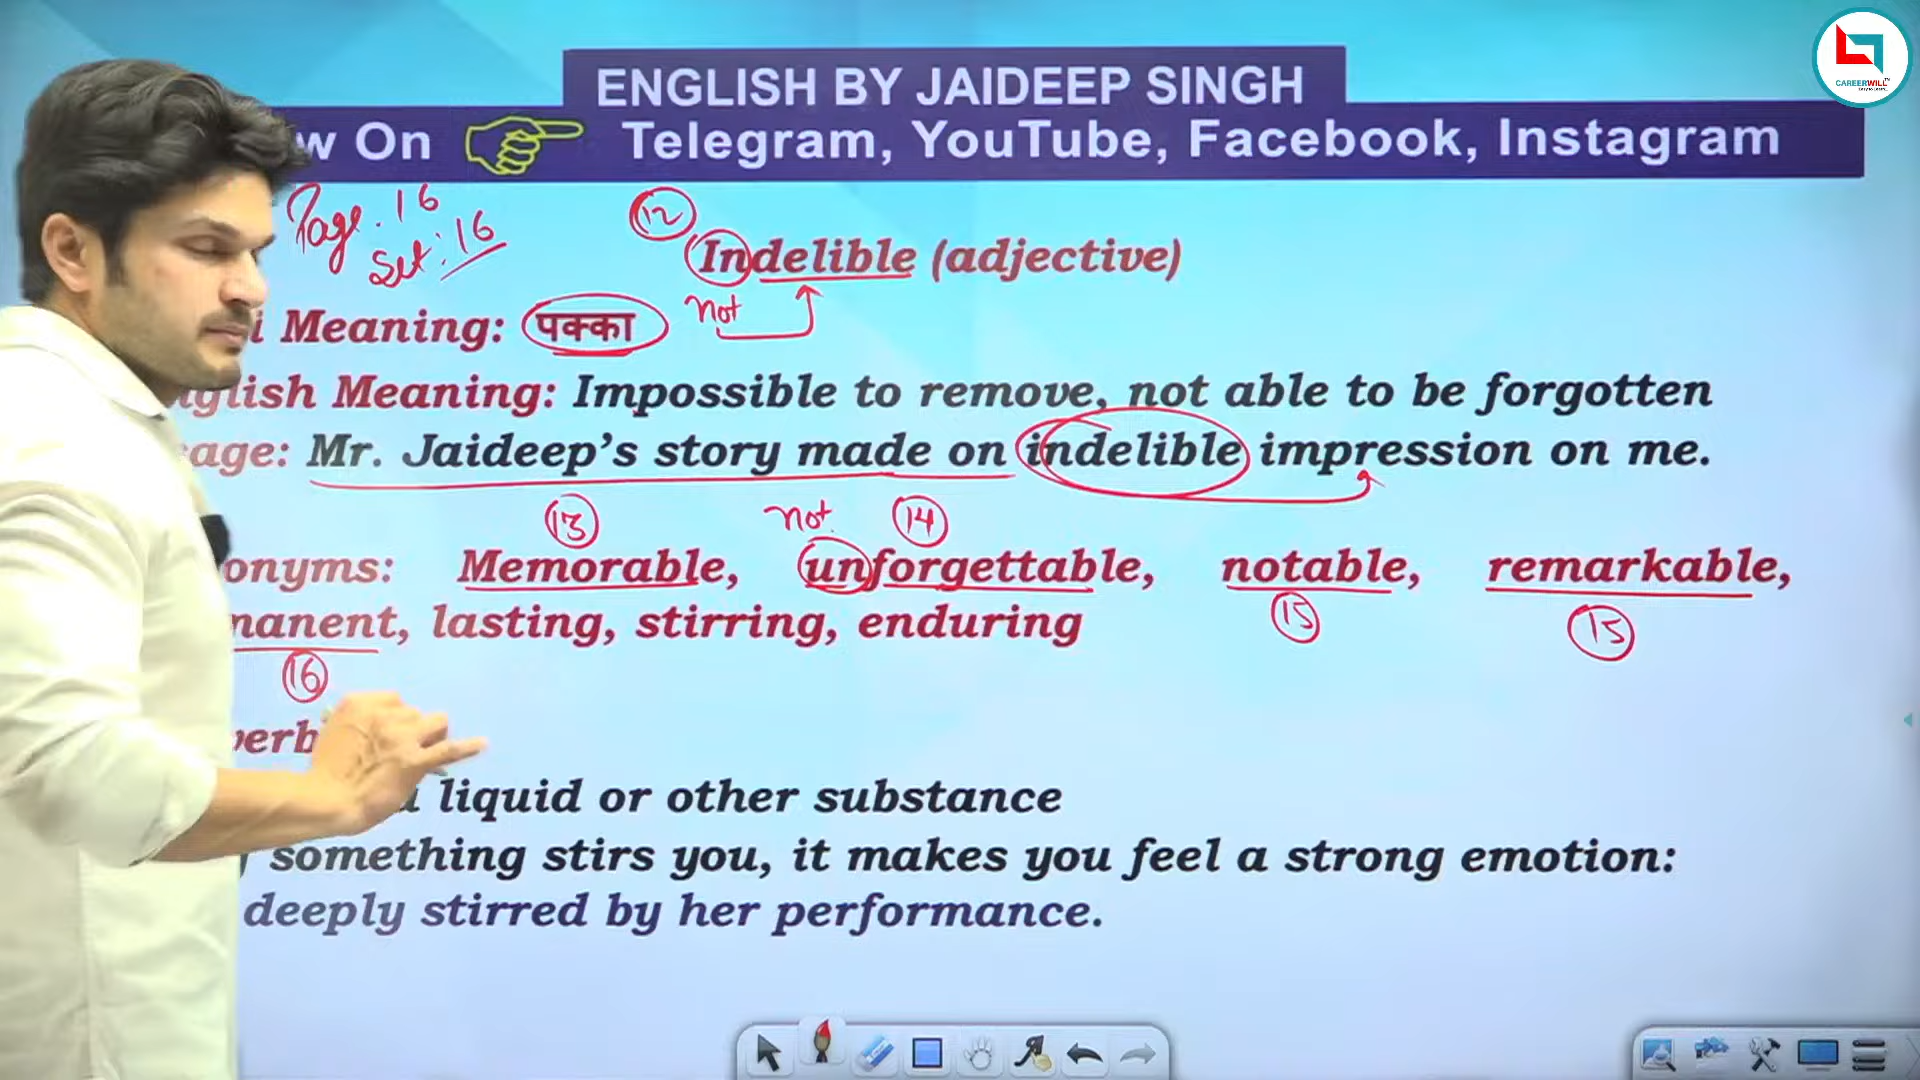 CAREERWILL
ENGLISH BY JAIDEEP SINGH
w On Telegram, YouTube, Facebook, Instagram
Page. 16
Set: 16
12
Indelible (adjective)
not
i Meaning: पक्का
glish Meaning: Impossible to remove, not able to be forgotten
age: Mr. Jaideep's story made on indelible impression on me.
13 not 14
onyms: Memorable, unforgettable, notable, remarkable,
15 15
manent, lasting, stirring, enduring
16
verb
liquid or other substance
something stirs you, it makes you feel a strong emotion:
deeply stirred by her performance.